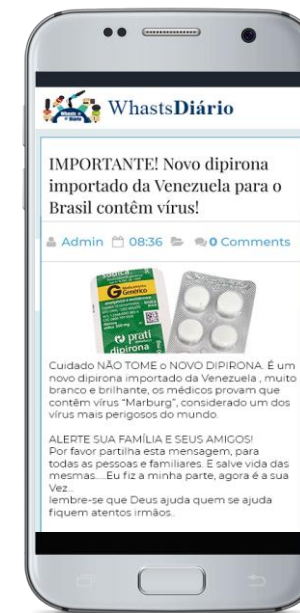 WhastsDiário
IMPORTANTE! Novo dipirona
importado da Venezuela para o
Brasil contêm vírus!
Admin 08:36 0 Comments
G Genérico
prati
dipirona
Cuidado NÃO TOME o NOVO DIPIRONA. É um
novo dipirona importado da Venezuela , muito
branco e brilhante, os médicos provam que
contêm vírus "Marburg", considerado um dos
vírus mais perigosos do mundo.
ALERTE SUA FAMÍLIA E SEUS AMIGOS!
Por favor partilha esta mensagem, para
todas as pessoas e familiares. E salve vida das
mesmas.....Eu fiz a minha parte, agora é a sua
Vez...
lembre-se que Deus ajuda quem se ajuda
fiquem atentos irmãos..